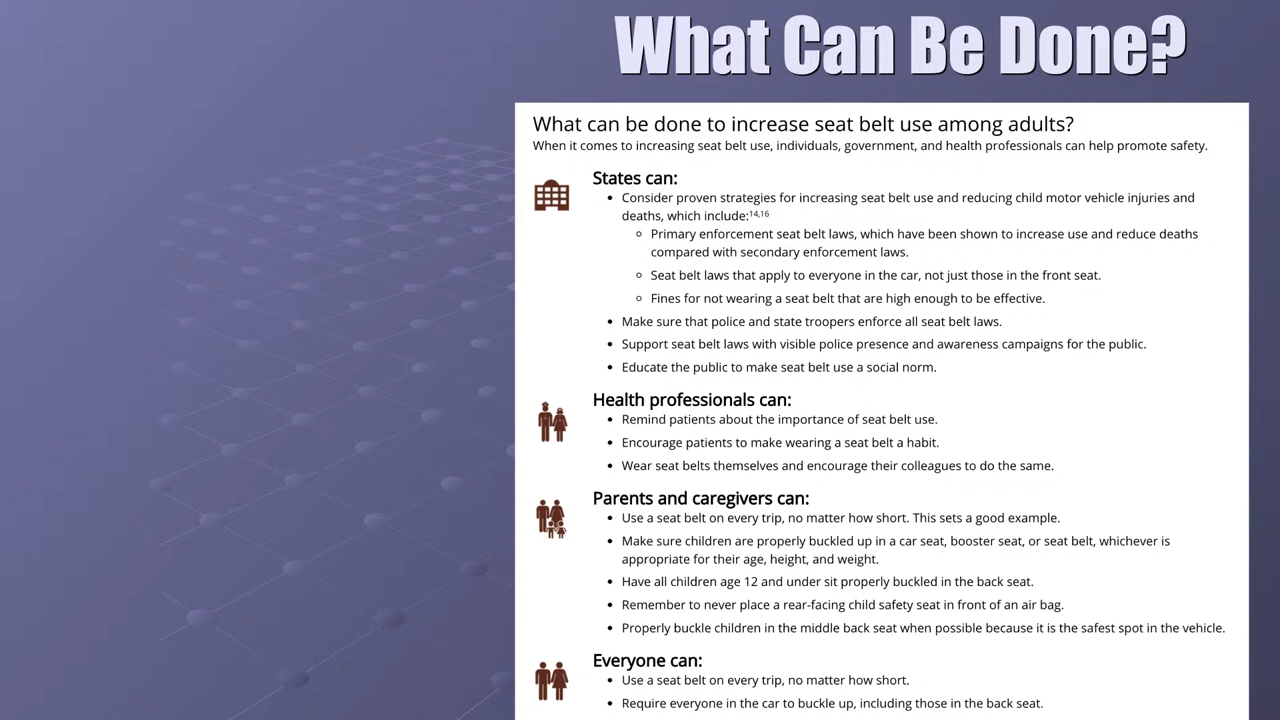 What Can Be Done?
What can be done to increase seat belt use among adults?
When it comes to increasing seat belt use, individuals, government, and health professionals can help promote safety.
States can:
• Consider proven strategies for increasing seat belt use and reducing child motor vehicle injuries and
deaths, which include:14,16
○ Primary enforcement seat belt laws, which have been shown to increase use and reduce deaths
compared with secondary enforcement laws.
○ Seat belt laws that apply to everyone in the car, not just those in the front seat.
○ Fines for not wearing a seat belt that are high enough to be effective.
• Make sure that police and state troopers enforce all seat belt laws.
• Support seat belt laws with visible police presence and awareness campaigns for the public.
• Educate the public to make seat belt use a social norm.
Health professionals can:
• Remind patients about the importance of seat belt use.
• Encourage patients to make wearing a seat belt a habit.
• Wear seat belts themselves and encourage their colleagues to do the same.
Parents and caregivers can:
• Use a seat belt on every trip, no matter how short. This sets a good example.
• Make sure children are properly buckled up in a car seat, booster seat, or seat belt, whichever is
appropriate for their age, height, and weight.
• Have all children age 12 and under sit properly buckled in the back seat.
• Remember to never place a rear-facing child safety seat in front of an air bag.
• Properly buckle children in the middle back seat when possible because it is the safest spot in the vehicle.
Everyone can:
• Use a seat belt on every trip, no matter how short.
• Require everyone in the car to buckle up, including those in the back seat.